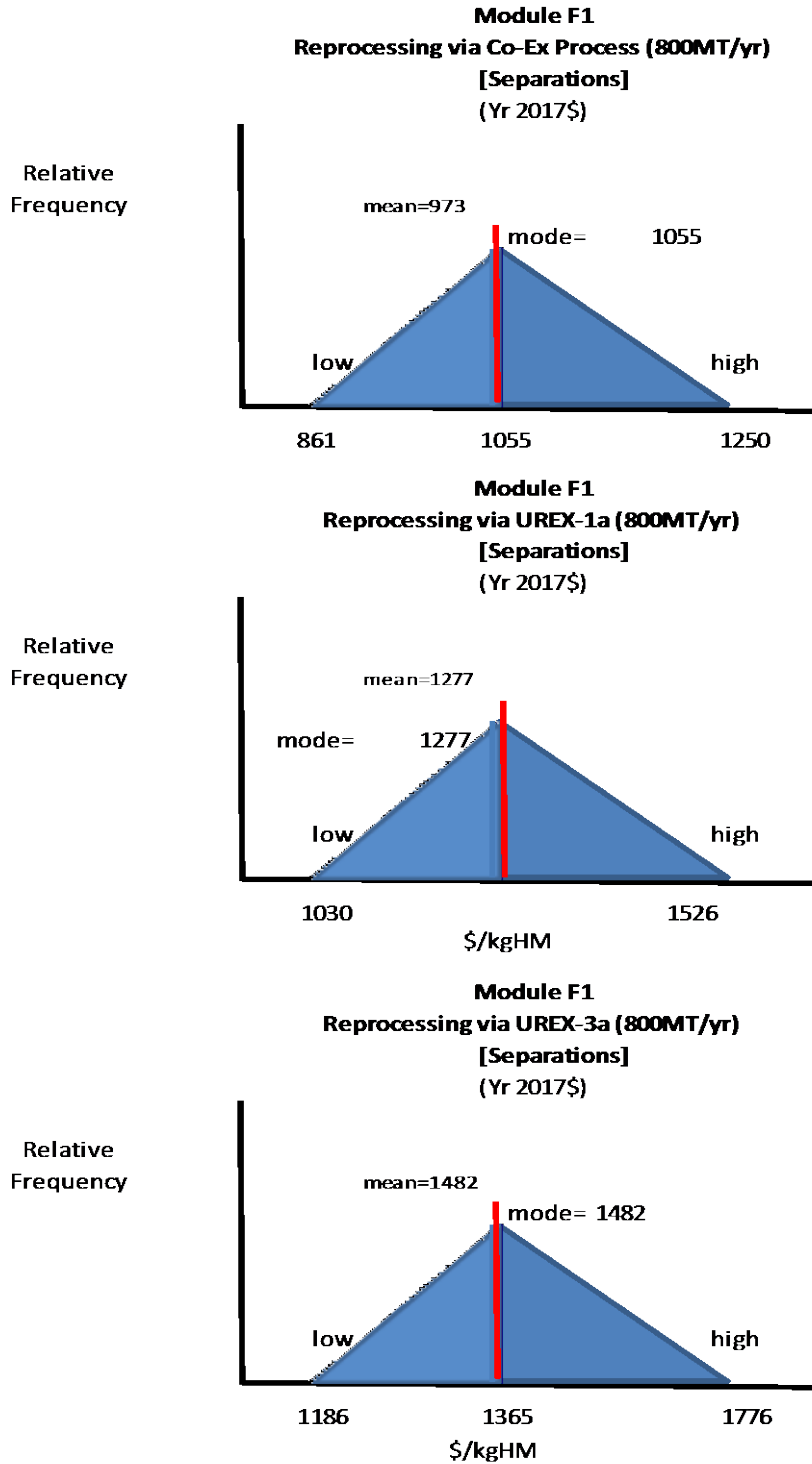 Module F1
Reprocessing via Co-Ex Process (800MT/yr)
[Separations]
(Yr 2017$)
Relative
Frequency
mean=973
mode= 1055
low
high
861 1055 1250
Module F1
Reprocessing via UREX-1a (800MT/yr)
[Separations]
(Yr 2017$)
Relative
Frequency
mean=1277
mode= 1277
low
high
1030 1526
$/kgHM
Module F1
Reprocessing via UREX-3a (800MT/yr)
[Separations]
(Yr 2017$)
Relative
Frequency
mean=1482
mode= 1482
low
high
1186 1365 1776
$/kgHM